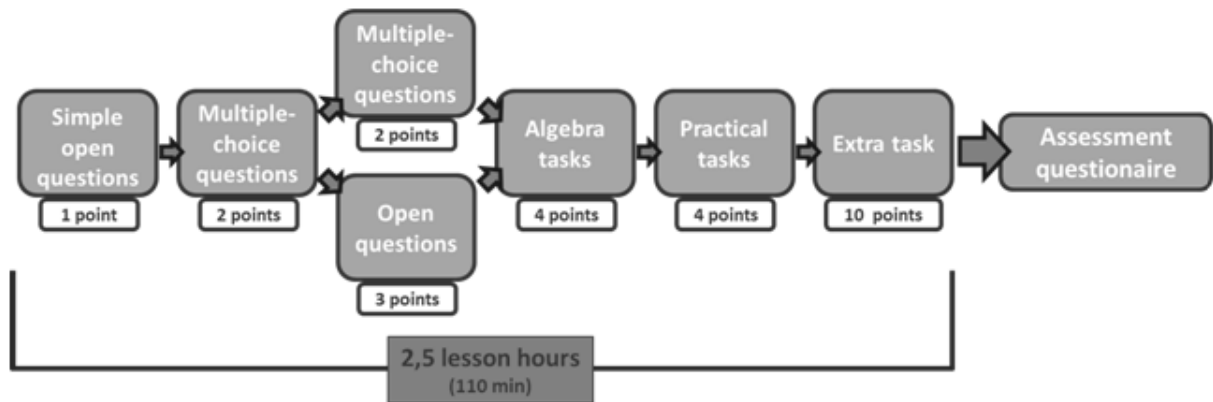 Simple
open
questions
1 point
Multiple-
choice
questions
2 points
Multiple-
choice
questions
2 points
Open
questions
3 points
Algebra
tasks
4 points
Practical
tasks
4 points
Extra task
10 points
Assessment
questionaire
2,5 lesson hours
(110 min)